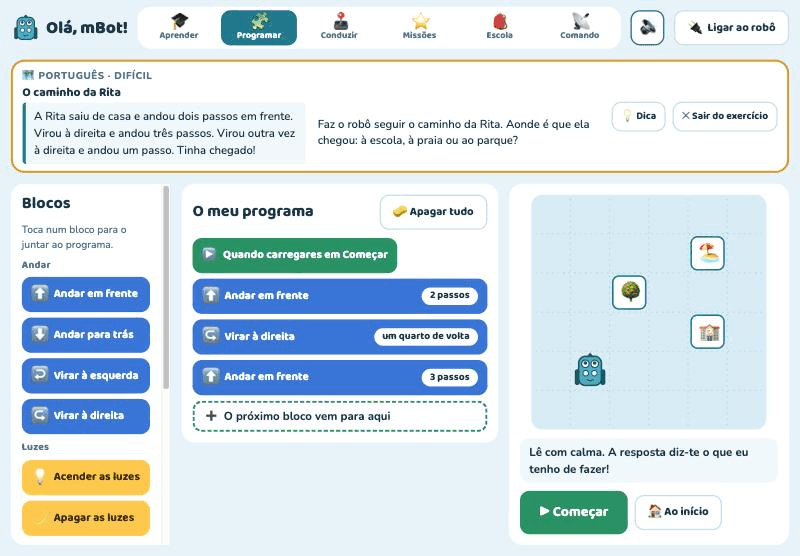 Olá, mBot!
Aprender
Programar
Conduzir
Missões
Escola
Comando
Ligar ao robô
PORTUGUÊS · DIFÍCIL
O caminho da Rita
A Rita saiu de casa e andou dois passos em frente.
Virou à direita e andou três passos. Virou outra vez
à direita e andou um passo. Tinha chegado!
Faz o robô seguir o caminho da Rita. Aonde é que ela
chegou: à escola, à praia ou ao parque?
Dica
Sair do exercício
Blocos
Toca num bloco para o
juntar ao programa.
Andar
Andar em frente
Andar para trás
Virar à esquerda
Virar à direita
Luzes
Acender as luzes
Apagar as luzes
O meu programa
Apagar tudo
Quando carregares em Começar
Andar em frente
2 passos
Virar à direita
um quarto de volta
Andar em frente
3 passos
+ O próximo bloco vem para aqui
Lê com calma. A resposta diz-te o que eu
tenho de fazer!
Começar
Ao início